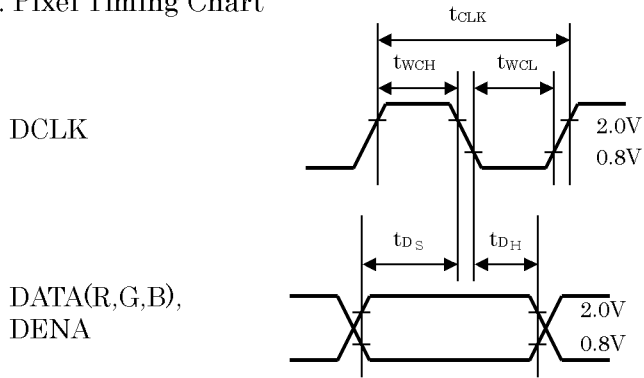 . Pixel Timing Chart
tCLK
tWCH tWCL
DCLK
2.0V
0.8V
tDS tDH
DATA(R,G,B),
DENA
2.0V
0.8V